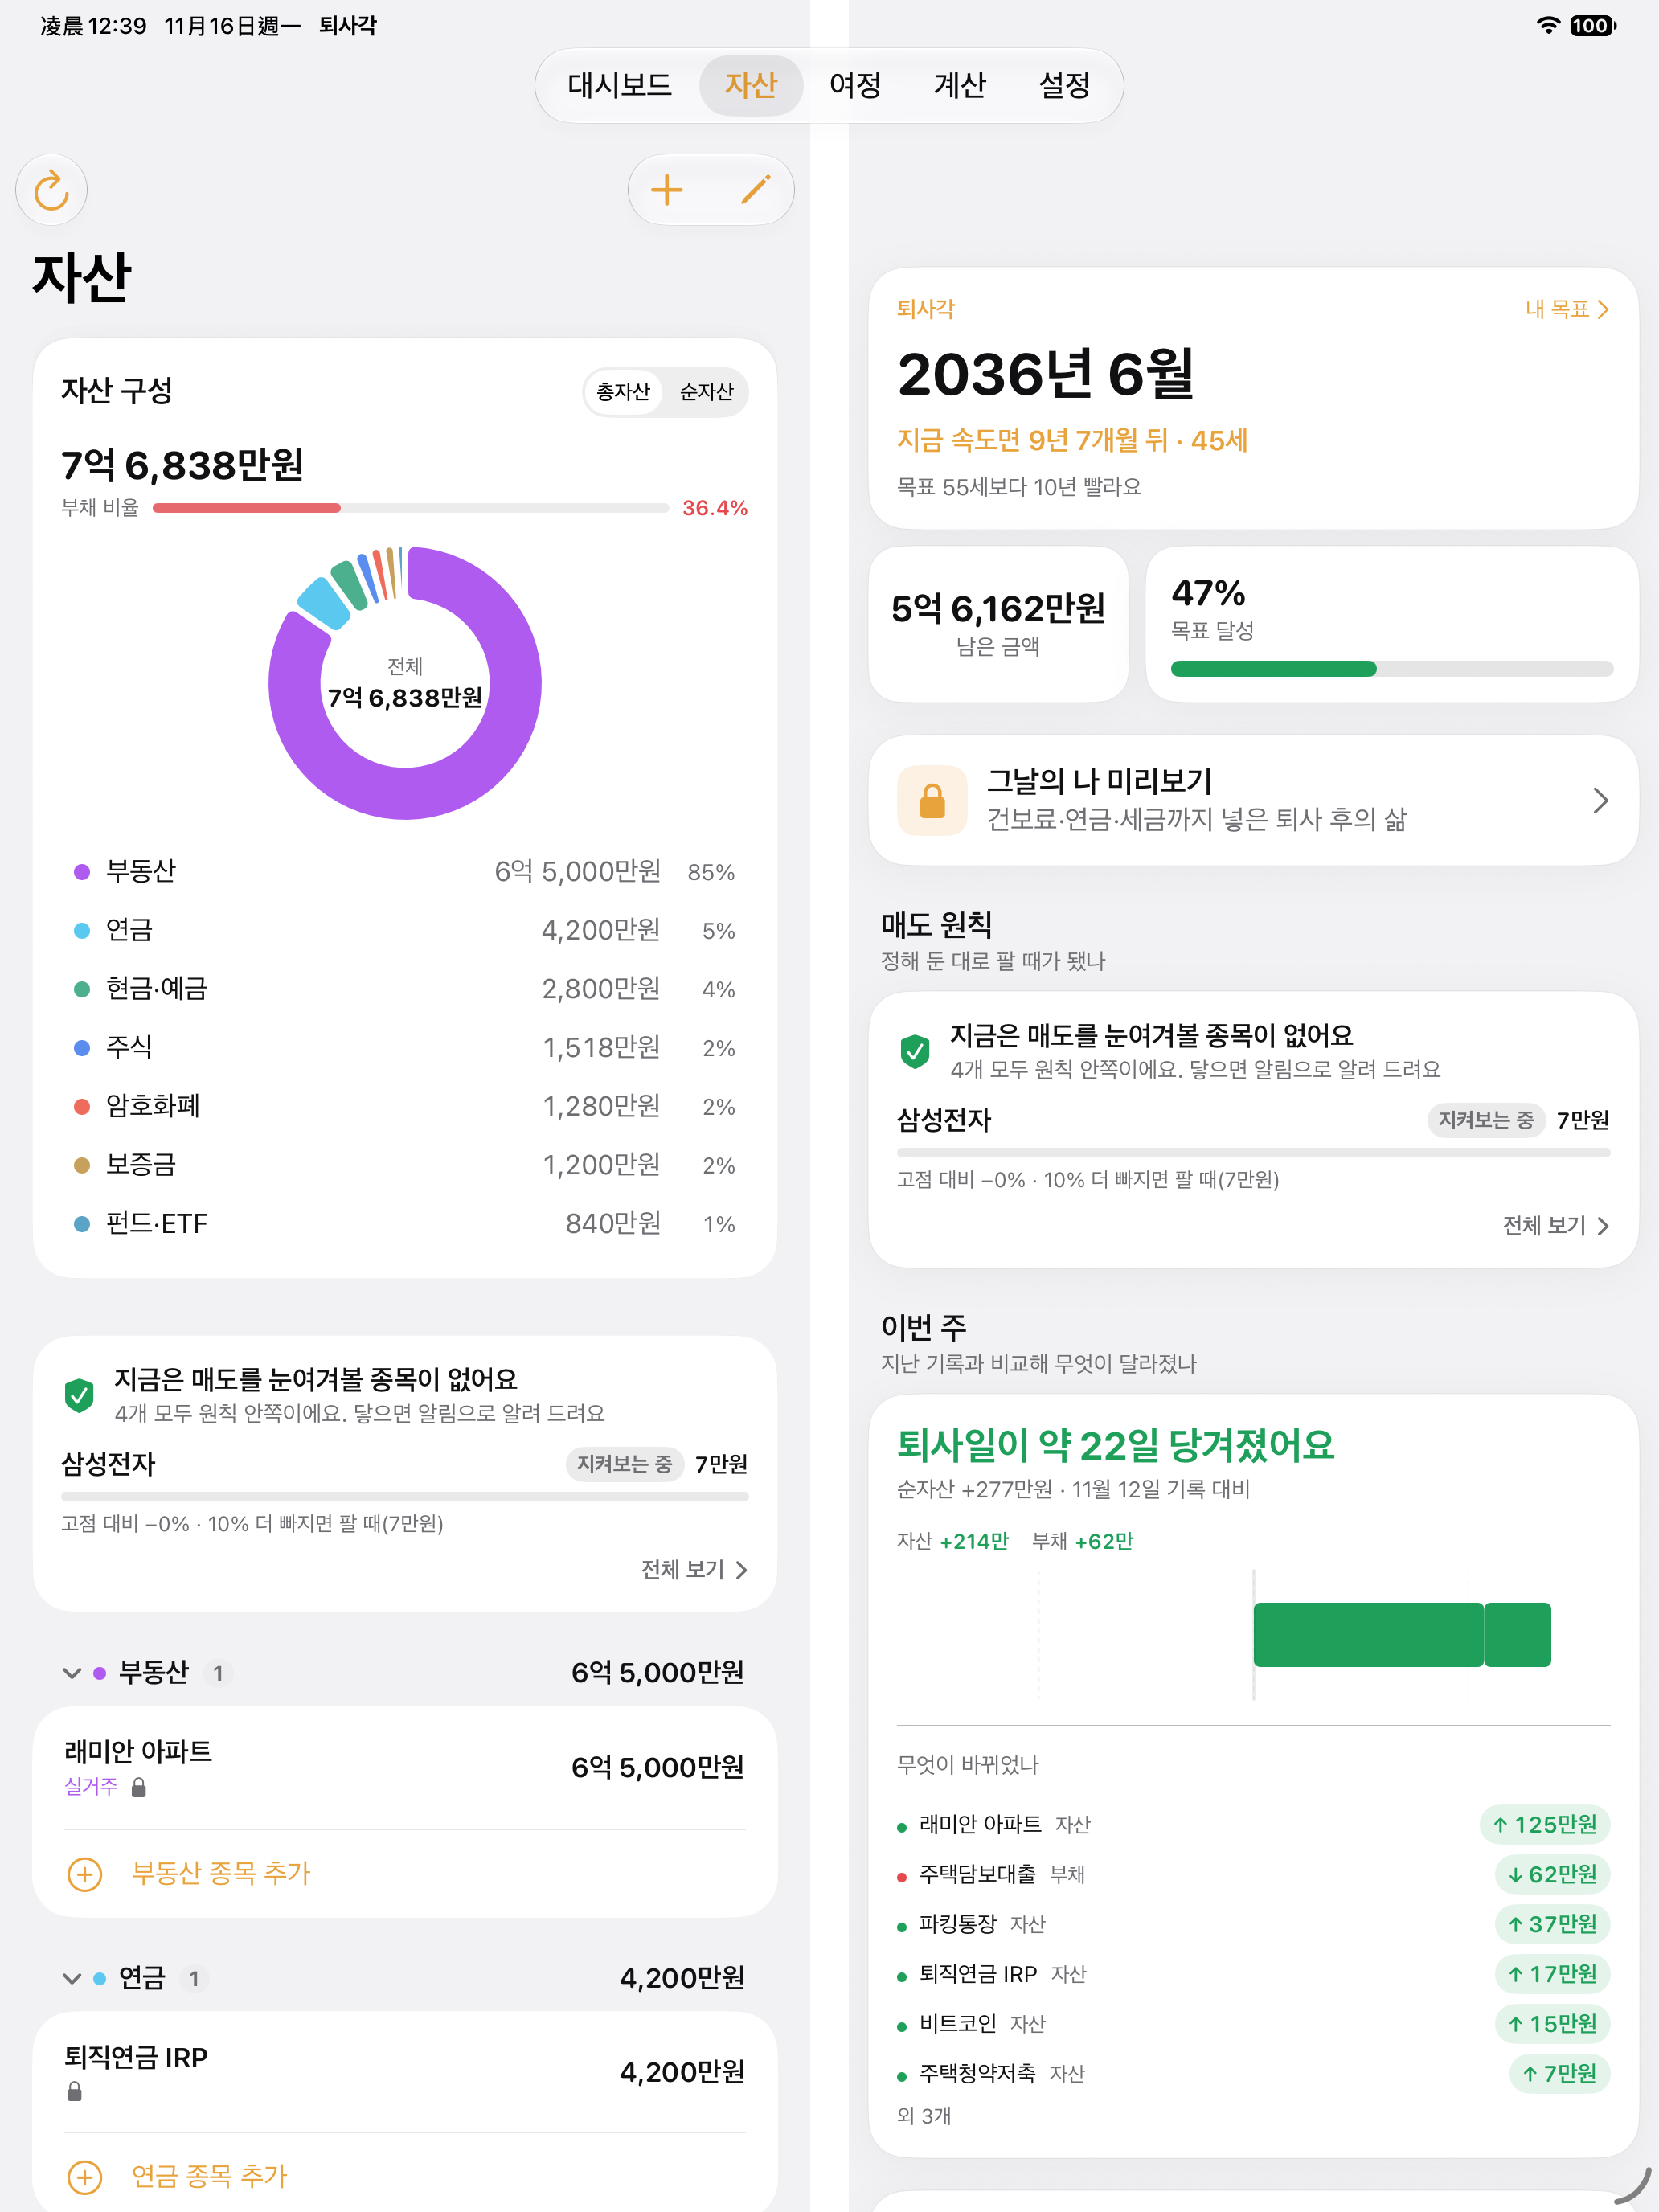 凌晨12:39 11月16日週一 퇴사각
100
대시보드 자산 여정 계산 설정
자산
자산 구성
총자산 순자산
7억 6,838만원
부채 비율 36.4%
전체
7억 6,838만원
부동산 6억 5,000만원 85%
연금 4,200만원 5%
현금·예금 2,800만원 4%
주식 1,518만원 2%
암호화폐 1,280만원 2%
보증금 1,200만원 2%
펀드·ETF 840만원 1%
지금은 매도를 눈여겨볼 종목이 없어요
4개 모두 원칙 안쪽이에요. 닿으면 알림으로 알려 드려요
삼성전자 지켜보는 중 7만원
고점 대비 −0% · 10% 더 빠지면 팔 때(7만원)
전체 보기
부동산 1 6억 5,000만원
래미안 아파트
실거주
6억 5,000만원
부동산 종목 추가
연금 1 4,200만원
퇴직연금 IRP
4,200만원
연금 종목 추가
퇴사각 내 목표
2036년 6월
지금 속도면 9년 7개월 뒤 · 45세
목표 55세보다 10년 빨라요
5억 6,162만원
남은 금액
47%
목표 달성
그날의 나 미리보기
건보료·연금·세금까지 넣은 퇴사 후의 삶
매도 원칙
정해 둔 대로 팔 때가 됐나
지금은 매도를 눈여겨볼 종목이 없어요
4개 모두 원칙 안쪽이에요. 닿으면 알림으로 알려 드려요
삼성전자 지켜보는 중 7만원
고점 대비 −0% · 10% 더 빠지면 팔 때(7만원)
전체 보기
이번 주
지난 기록과 비교해 무엇이 달라졌나
퇴사일이 약 22일 당겨졌어요
순자산 +277만원 · 11월 12일 기록 대비
자산 +214만 부채 +62만
무엇이 바뀌었나
래미안 아파트 자산 ↑ 125만원
주택담보대출 부채 ↓ 62만원
파킹통장 자산 ↑ 37만원
퇴직연금 IRP 자산 ↑ 17만원
비트코인 자산 ↑ 15만원
주택청약저축 자산 ↑ 7만원
외 3개